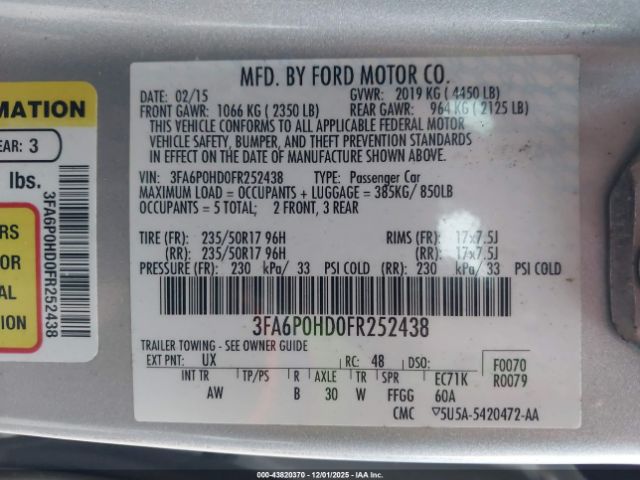 MATION
EAR: 3
lbs.
3FA6P0HD0FR252438
RS
OR
AL
ION
MFD. BY FORD MOTOR CO.
DATE: 02/15 GVWR: 2019 KG ( 4450 LB)
FRONT GAWR: 1066 KG ( 2350 LB) REAR GAWR: 964 KG ( 2125 LB)
THIS VEHICLE CONFORMS TO ALL APPLICABLE FEDERAL MOTOR
VEHICLE SAFETY, BUMPER, AND THEFT PREVENTION STANDARDS
IN EFFECT ON THE DATE OF MANUFACTURE SHOWN ABOVE.
VIN: 3FA6P0HD0FR252438 TYPE: Passenger Car
MAXIMUM LOAD = OCCUPANTS + LUGGAGE = 385KG/ 850LB
OCCUPANTS = 5 TOTAL; 2 FRONT, 3 REAR
TIRE (FR): 235/50R17 96H RIMS (FR): 17x7.5J
(RR): 235/50R17 96H (RR): 17x7.5J
PRESSURE (FR): 230 kPa/ 33 PSI COLD (RR): 230 kPa/ 33 PSI COLD
3FA6P0HD0FR252438
TRAILER TOWING - SEE OWNER GUIDE
EXT PNT: UX RC: 48 DSO: F0070
R0079
INT TR TP/PS R AXLE TR SPR EC71K
AW B 30 W FFGG 60A
CMC ▽5U5A-5420472-AA
000-43820370 - 12/01/2025 - IAAI.COM